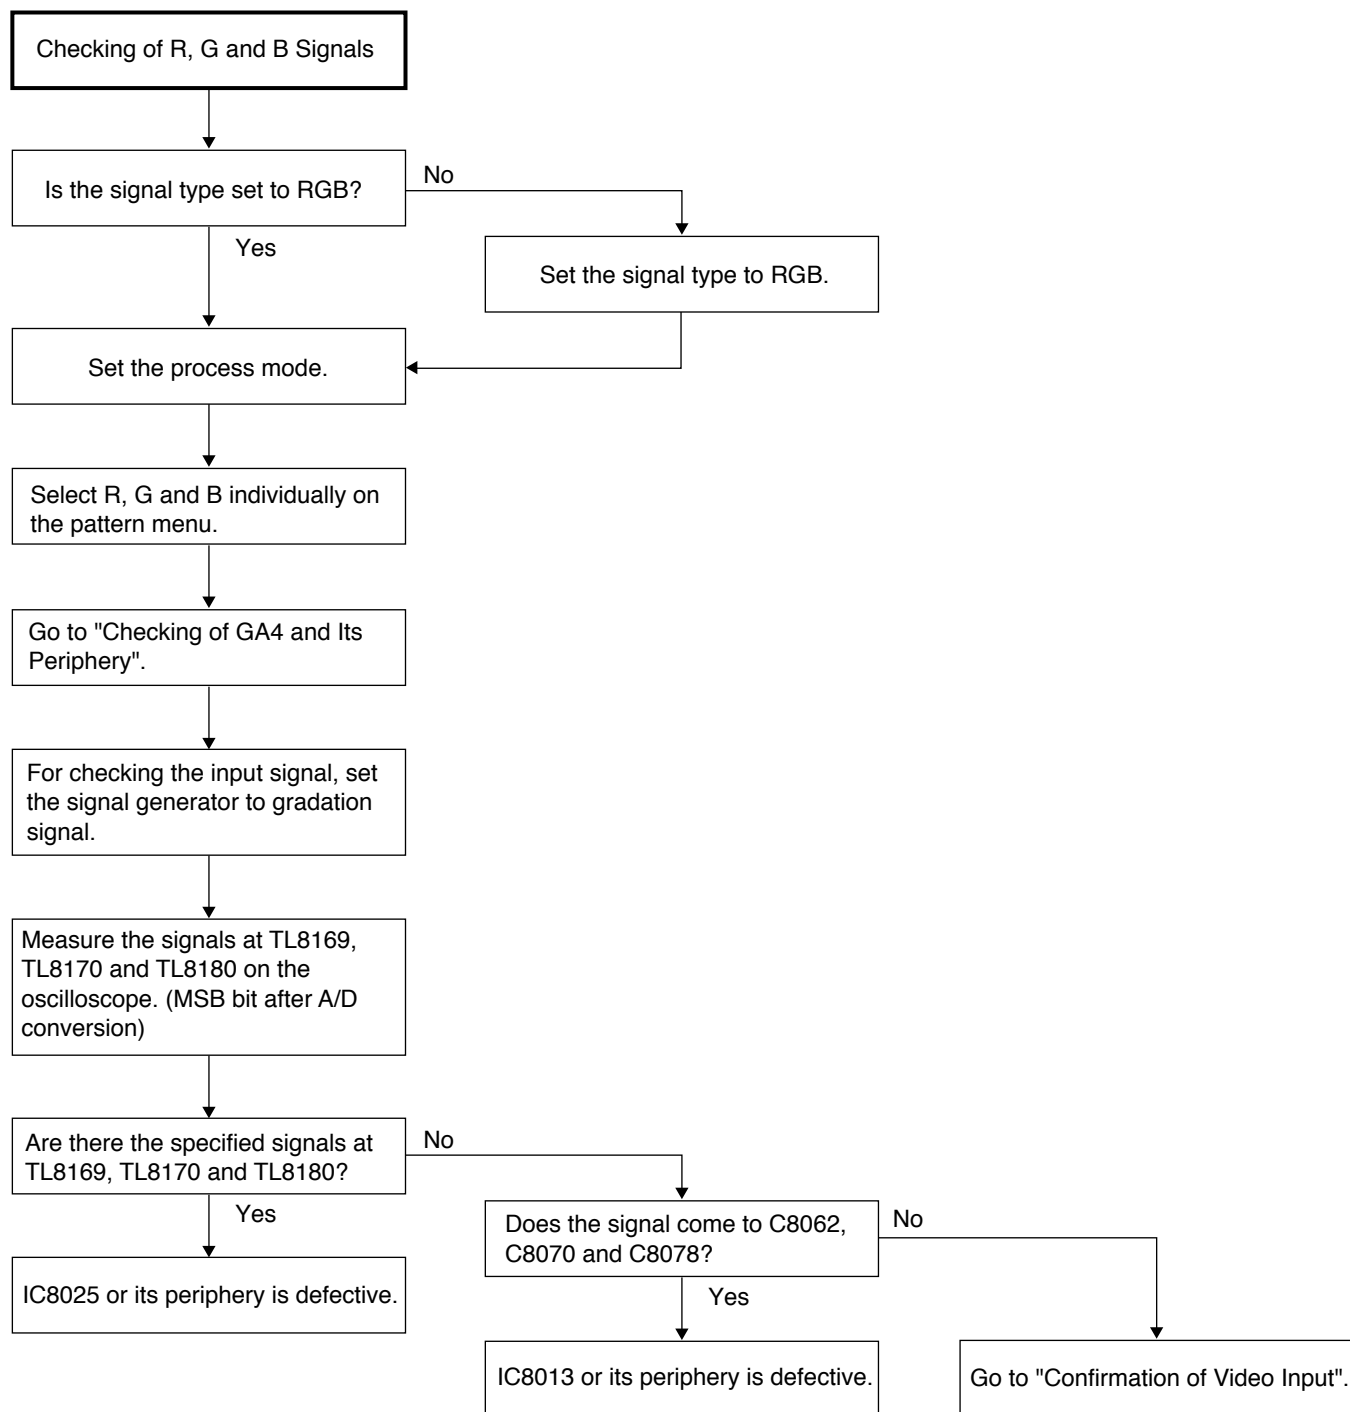 Checking of R, G and B Signals
Is the signal type set to RGB?
No
Yes
Set the signal type to RGB.
Set the process mode.
Select R, G and B individually on
the pattern menu.
Go to "Checking of GA4 and Its
Periphery".
For checking the input signal, set
the signal generator to gradation
signal.
Measure the signals at TL8169,
TL8170 and TL8180 on the
oscilloscope. (MSB bit after A/D
conversion)
Are there the specified signals at
TL8169, TL8170 and TL8180?
No
Yes
Does the signal come to C8062,
C8070 and C8078?
No
IC8025 or its periphery is defective.
Yes
IC8013 or its periphery is defective.
Go to "Confirmation of Video Input".